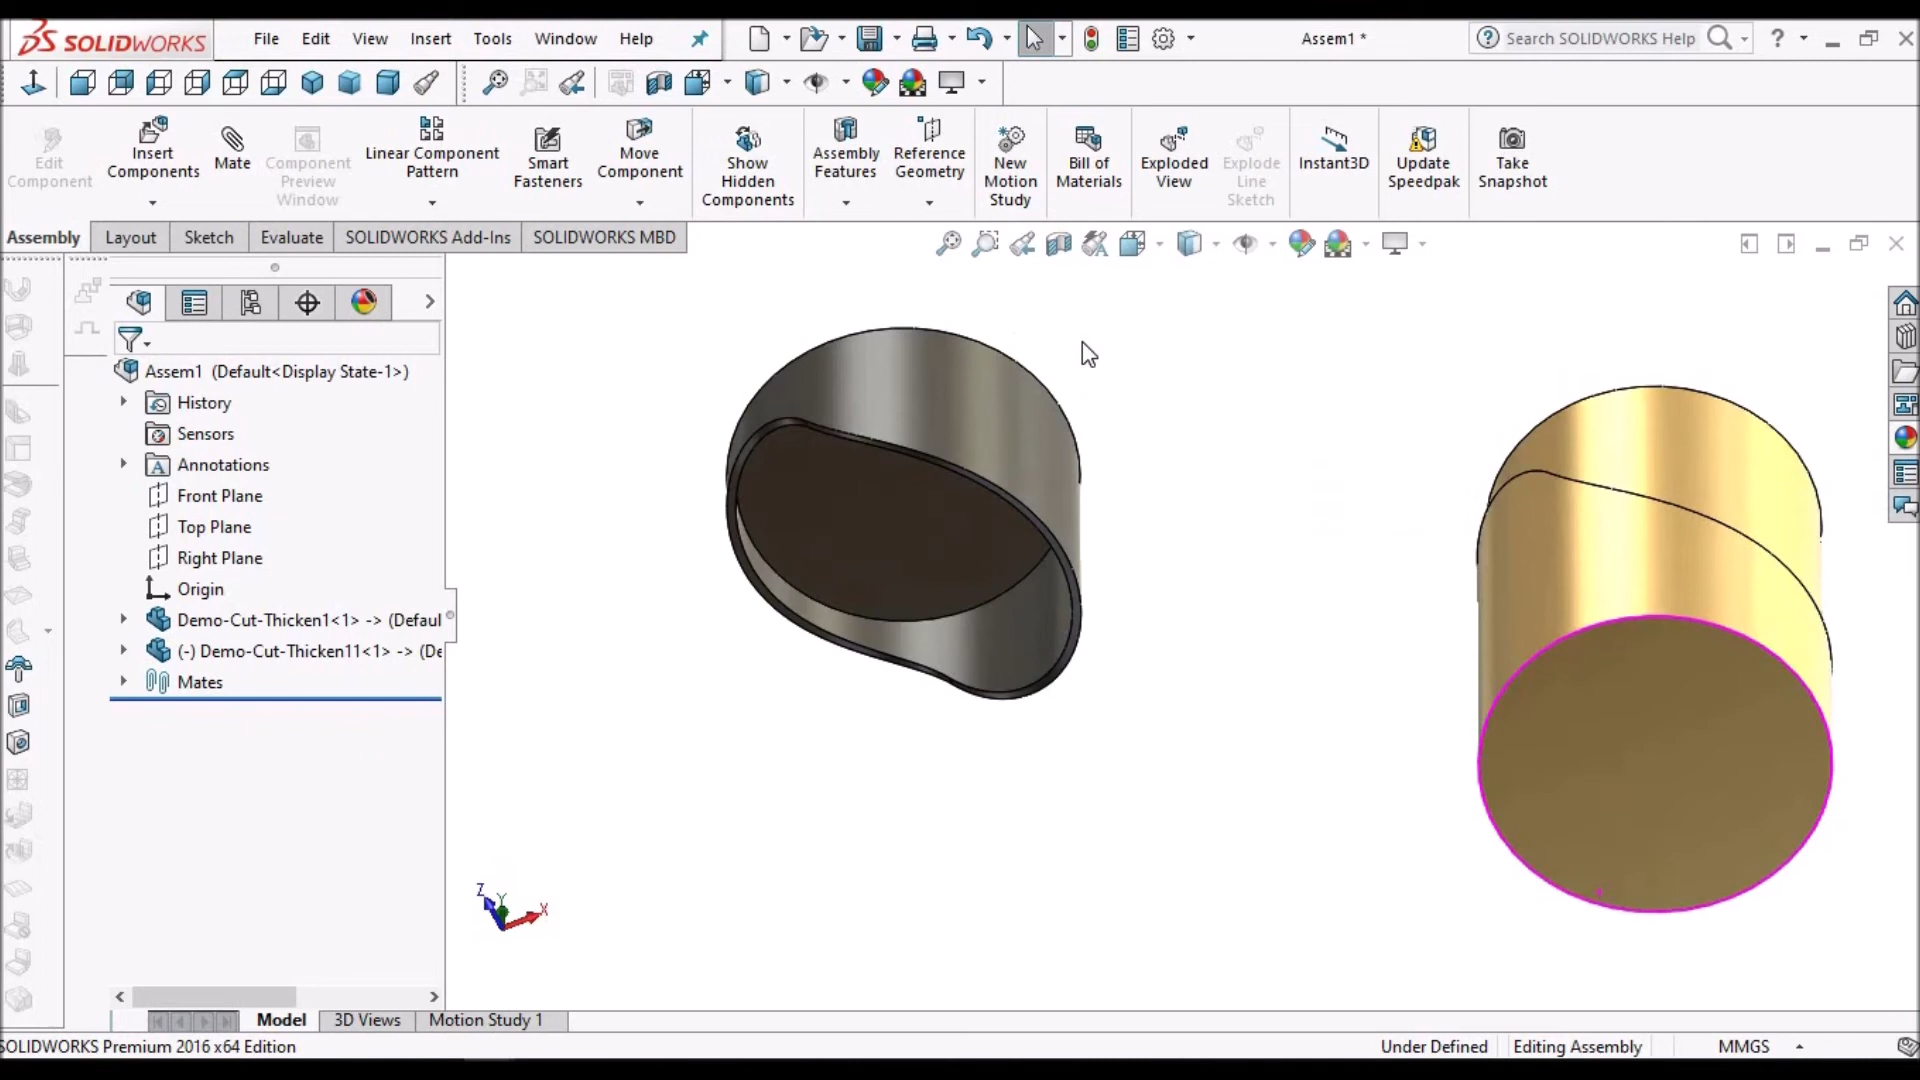 SOLIDWORKS File Edit View Insert Tools Window Help Assem1 * Search SOLIDWORKS Help ?
Edit Component
Insert Components
Mate
Component Preview Window
Linear Component Pattern
Smart Fasteners
Move Component
Show Hidden Components
Assembly Features
Reference Geometry
New Motion Study
Bill of Materials
Exploded View
Explode Line Sketch
Instant3D
Update Speedpak
Take Snapshot
Assembly Layout Sketch Evaluate SOLIDWORKS Add-Ins SOLIDWORKS MBD
Assem1 (Default<Display State-1>)
History
Sensors
Annotations
Front Plane
Top Plane
Right Plane
Origin
Demo-Cut-Thicken1<1> -> (Defaul
(-) Demo-Cut-Thicken11<1> -> (De
Mates
Z Y X
Model 3D Views Motion Study 1
SOLIDWORKS Premium 2016 x64 Edition Under Defined Editing Assembly MMGS